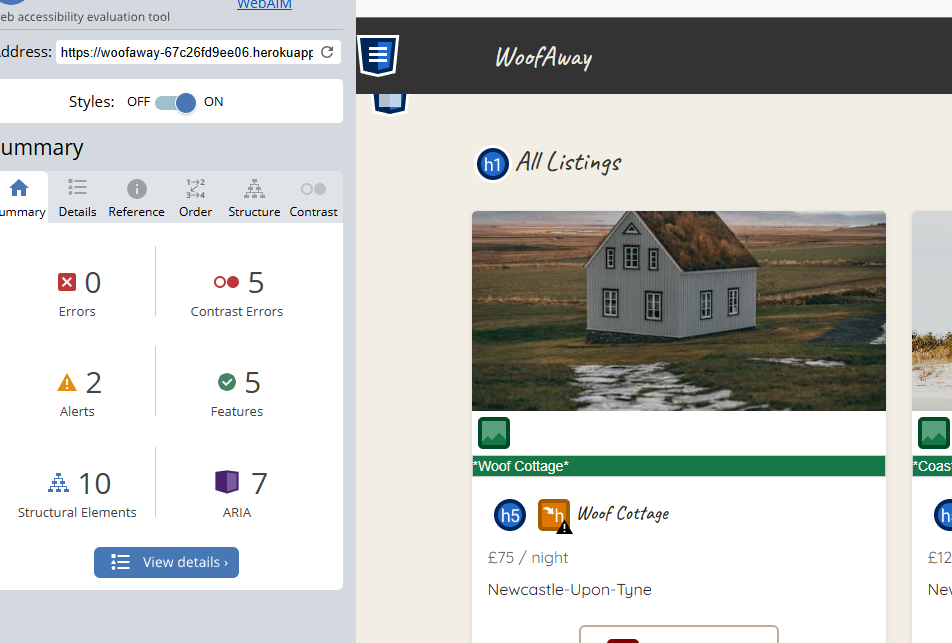 WebAIM
eb accessibility evaluation tool
ddress: https://woofaway-67c26fd9ee06.herokuapp
Styles: OFF ON
ummary
ummary Details Reference Order Structure Contrast
0
Errors
5
Contrast Errors
2
Alerts
5
Features
10
Structural Elements
7
ARIA
View details ›
WoofAway
h1 All Listings
*Woof Cottage*
*Coas
h5 h Woof Cottage
h
£75 / night
£12
Newcastle-Upon-Tyne
New